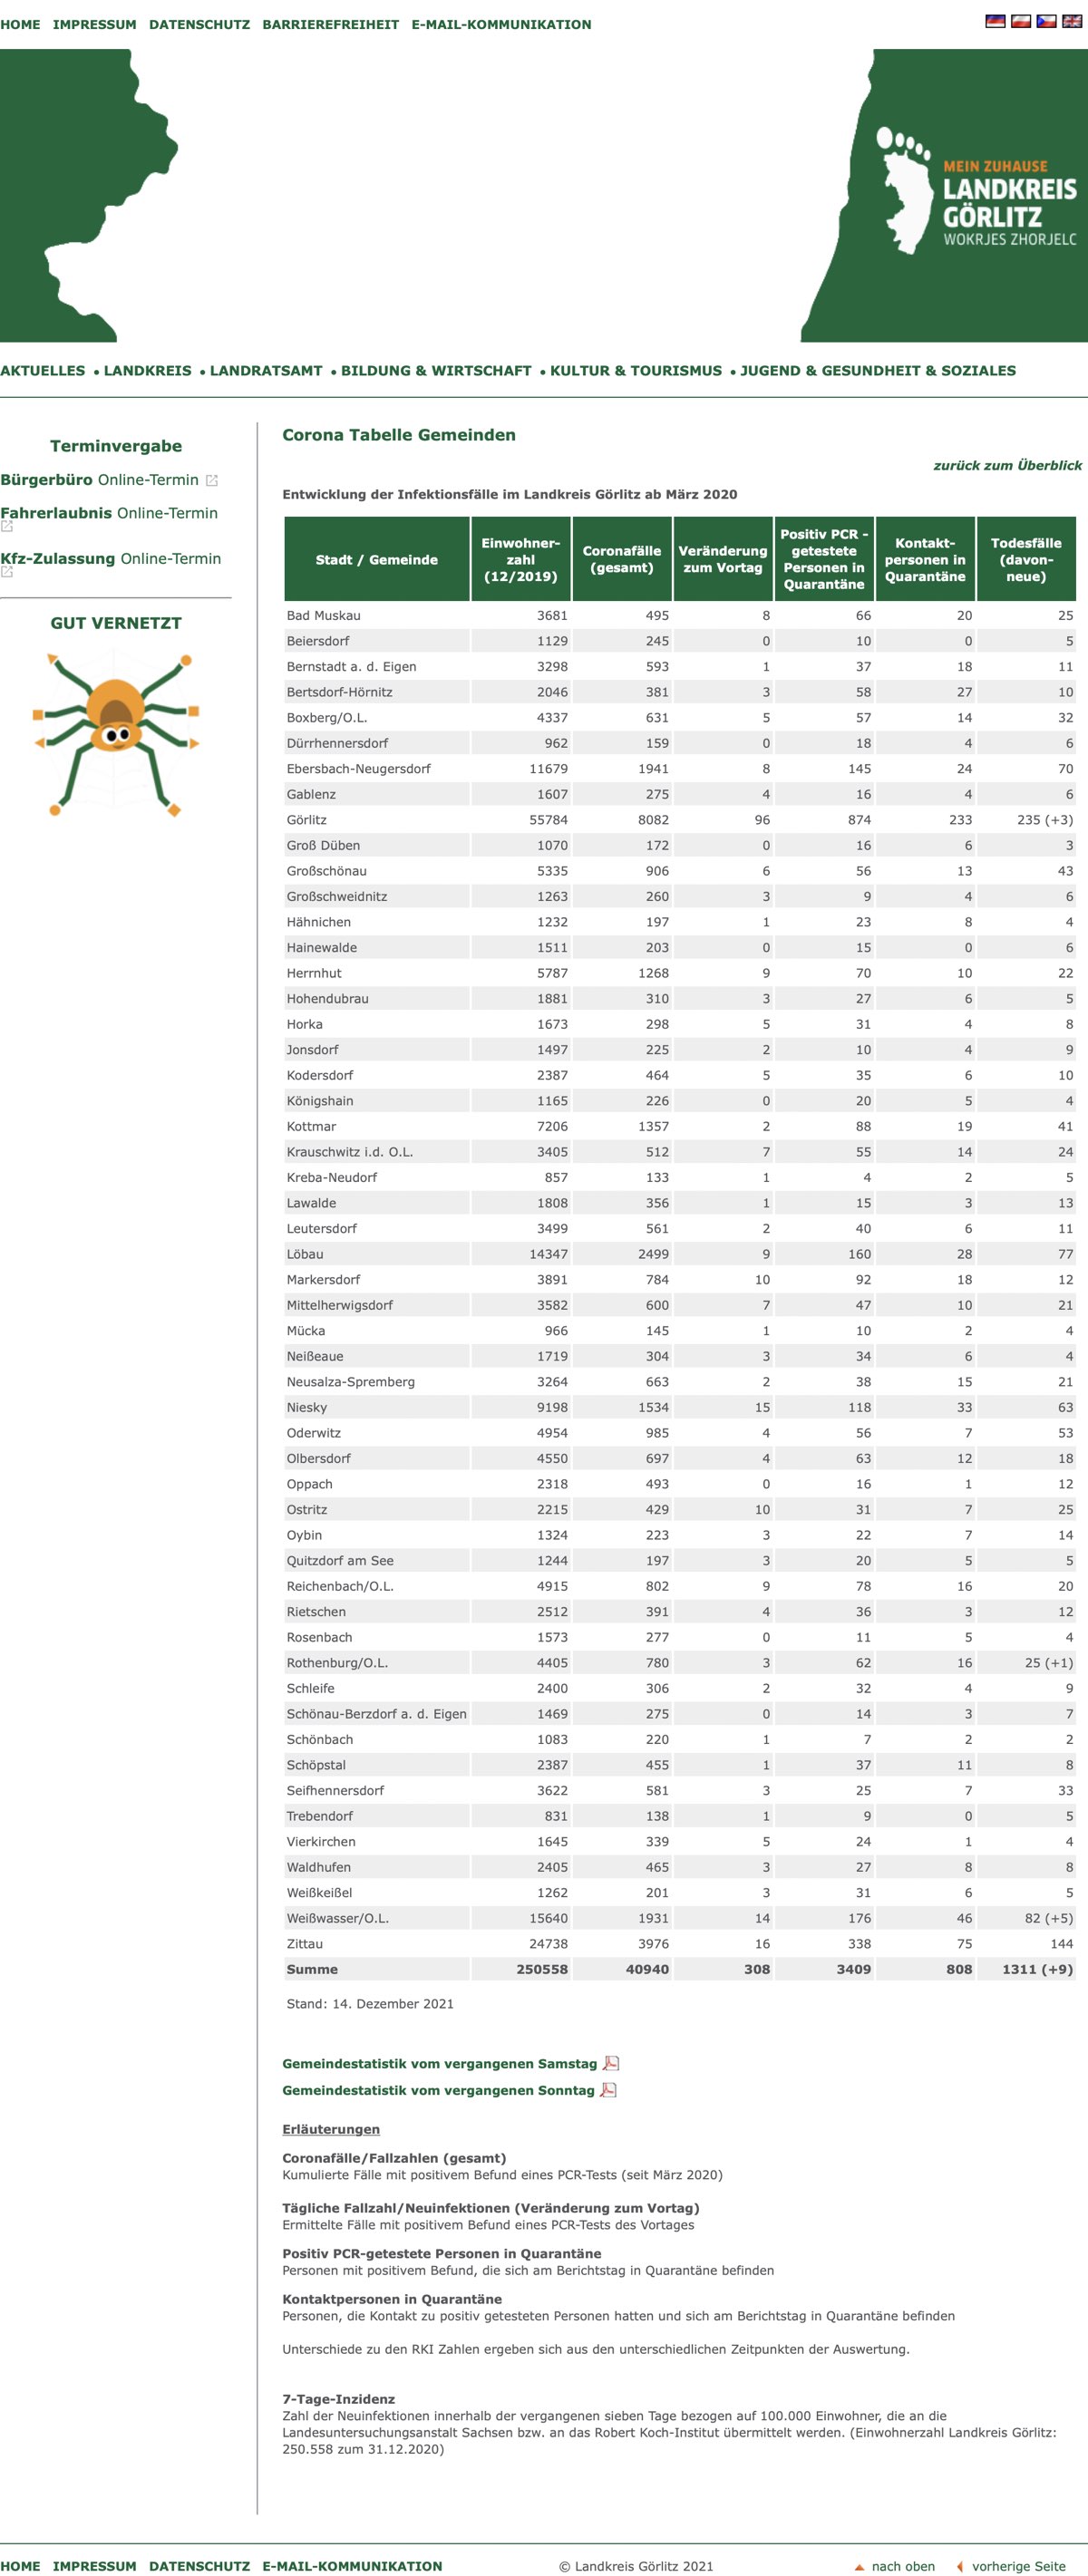 HOME IMPRESSUM DATENSCHUTZ BARRIEREFREIHEIT E-MAIL-KOMMUNIKATION
MEIN ZUHAUSE
LANDKREIS
GÖRLITZ
WOKRJES ZHORJELC
AKTUELLES • LANDKREIS • LANDRATSAMT • BILDUNG & WIRTSCHAFT • KULTUR & TOURISMUS • JUGEND & GESUNDHEIT & SOZIALES
Terminvergabe
Bürgerbüro Online-Termin
Fahrerlaubnis Online-Termin
Kfz-Zulassung Online-Termin
GUT VERNETZT
Corona Tabelle Gemeinden
zurück zum Überblick
Entwicklung der Infektionsfälle im Landkreis Görlitz ab März 2020
Stadt / Gemeinde Einwohner-zahl (12/2019) Coronafälle (gesamt) Veränderung zum Vortag Positiv PCR - getestete Personen in Quarantäne Kontakt-personen in Quarantäne Todesfälle (davon-neue)
Bad Muskau 3681 495 8 66 20 25
Beiersdorf 1129 245 0 10 0 5
Bernstadt a. d. Eigen 3298 593 1 37 18 11
Bertsdorf-Hörnitz 2046 381 3 58 27 10
Boxberg/O.L. 4337 631 5 57 14 32
Dürrhennersdorf 962 159 0 18 4 6
Ebersbach-Neugersdorf 11679 1941 8 145 24 70
Gablenz 1607 275 4 16 4 6
Görlitz 55784 8082 96 874 233 235 (+3)
Groß Düben 1070 172 0 16 6 3
Großschönau 5335 906 6 56 13 43
Großschweidnitz 1263 260 3 9 4 6
Hähnichen 1232 197 1 23 8 4
Hainewalde 1511 203 0 15 0 6
Herrnhut 5787 1268 9 70 10 22
Hohendubrau 1881 310 3 27 6 5
Horka 1673 298 5 31 4 8
Jonsdorf 1497 225 2 10 4 9
Kodersdorf 2387 464 5 35 6 10
Königshain 1165 226 0 20 5 4
Kottmar 7206 1357 2 88 19 41
Krauschwitz i.d. O.L. 3405 512 7 55 14 24
Kreba-Neudorf 857 133 1 4 2 5
Lawalde 1808 356 1 15 3 13
Leutersdorf 3499 561 2 40 6 11
Löbau 14347 2499 9 160 28 77
Markersdorf 3891 784 10 92 18 12
Mittelherwigsdorf 3582 600 7 47 10 21
Mücka 966 145 1 10 2 4
Neißeaue 1719 304 3 34 6 4
Neusalza-Spremberg 3264 663 2 38 15 21
Niesky 9198 1534 15 118 33 63
Oderwitz 4954 985 4 56 7 53
Olbersdorf 4550 697 4 63 12 18
Oppach 2318 493 0 16 1 12
Ostritz 2215 429 10 31 7 25
Oybin 1324 223 3 22 7 14
Quitzdorf am See 1244 197 3 20 5 5
Reichenbach/O.L. 4915 802 9 78 16 20
Rietschen 2512 391 4 36 3 12
Rosenbach 1573 277 0 11 5 4
Rothenburg/O.L. 4405 780 3 62 16 25 (+1)
Schleife 2400 306 2 32 4 9
Schönau-Berzdorf a. d. Eigen 1469 275 0 14 3 7
Schönbach 1083 220 1 7 2 2
Schöpstal 2387 455 1 37 11 8
Seifhennersdorf 3622 581 3 25 7 33
Trebendorf 831 138 1 9 0 5
Vierkirchen 1645 339 5 24 1 4
Waldhufen 2405 465 3 27 8 8
Weißkeißel 1262 201 3 31 6 5
Weißwasser/O.L. 15640 1931 14 176 46 82 (+5)
Zittau 24738 3976 16 338 75 144
Summe 250558 40940 308 3409 808 1311 (+9)
Stand: 14. Dezember 2021
Gemeindestatistik vom vergangenen Samstag
Gemeindestatistik vom vergangenen Sonntag
Erläuterungen
Coronafälle/Fallzahlen (gesamt)
Kumulierte Fälle mit positivem Befund eines PCR-Tests (seit März 2020)
Tägliche Fallzahl/Neuinfektionen (Veränderung zum Vortag)
Ermittelte Fälle mit positivem Befund eines PCR-Tests des Vortages
Positiv PCR-getestete Personen in Quarantäne
Personen mit positivem Befund, die sich am Berichtstag in Quarantäne befinden
Kontaktpersonen in Quarantäne
Personen, die Kontakt zu positiv getesteten Personen hatten und sich am Berichtstag in Quarantäne befinden
Unterschiede zu den RKI Zahlen ergeben sich aus den unterschiedlichen Zeitpunkten der Auswertung.
7-Tage-Inzidenz
Zahl der Neuinfektionen innerhalb der vergangenen sieben Tage bezogen auf 100.000 Einwohner, die an die
Landesuntersuchungsanstalt Sachsen bzw. an das Robert Koch-Institut übermittelt werden. (Einwohnerzahl Landkreis Görlitz:
250.558 zum 31.12.2020)
HOME IMPRESSUM DATENSCHUTZ E-MAIL-KOMMUNIKATION © Landkreis Görlitz 2021 nach oben vorherige Seite